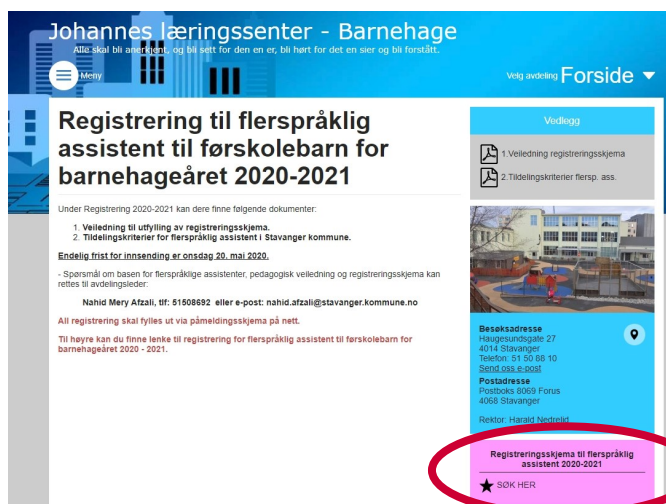 Johannes læringssenter - Barnehage
Alle skal bli anerkjent, og bli sett for den en er, bli hørt for det en sier og bli forstått.
Meny
Velg avdeling Forside
Registrering til flerspråklig
assistent til førskolebarn for
barnehageåret 2020-2021
Under Registrering 2020-2021 kan dere finne følgende dokumenter:
1. Veiledning til utfylling av registreringsskjema.
2. Tildelingskriterier for flerspråklig assistent i Stavanger kommune.
Endelig frist for innsending er onsdag 20. mai 2020.
- Spørsmål om basen for flerspråklige assistenter, pedagogisk veiledning og registreringsskjema kan
rettes til avdelingsleder:
Nahid Mery Afzali, tlf: 51508692 eller e-post: nahid.afzali@stavanger.kommune.no
All registrering skal fylles ut via påmeldingsskjema på nett.
Til høyre kan du finne lenke til registrering for flerspråklig assistent til førskolebarn for
barnehageåret 2020 - 2021.
Vedlegg
1.Veiledning registreringsskjema
2.Tildelingskriterier flersp. ass.
Besøksadresse
Haugesundsgate 27
4014 Stavanger
Telefon: 51 50 88 10
Send oss e-post
Postadresse
Postboks 8069 Forus
4068 Stavanger
Rektor: Harald Nedrelid
Registreringsskjema til flerspråklig
assistent 2020-2021
SØK HER